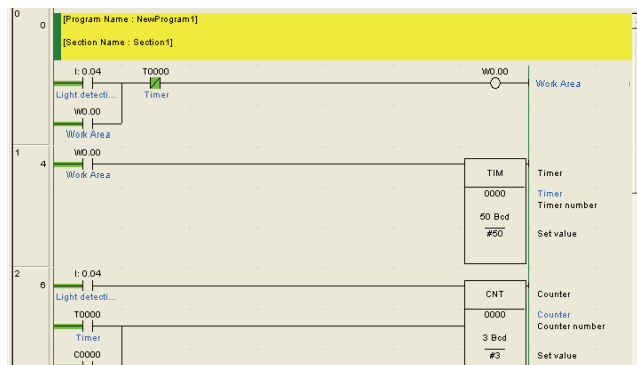 0
0
[Program Name : NewProgram1]
[Section Name : Section1]
I: 0.04
T0000
W0.00
Light detecti...
Timer
Work Area
W0.00
Work Area
1
4
W0.00
Work Area
TIM
Timer
0000
Timer
Timer number
50 Bcd
#50
Set value
2
6
I: 0.04
Light detecti...
CNT
Counter
T0000
0000
Counter
Timer
Counter number
3 Bcd
C0000
#3
Set value